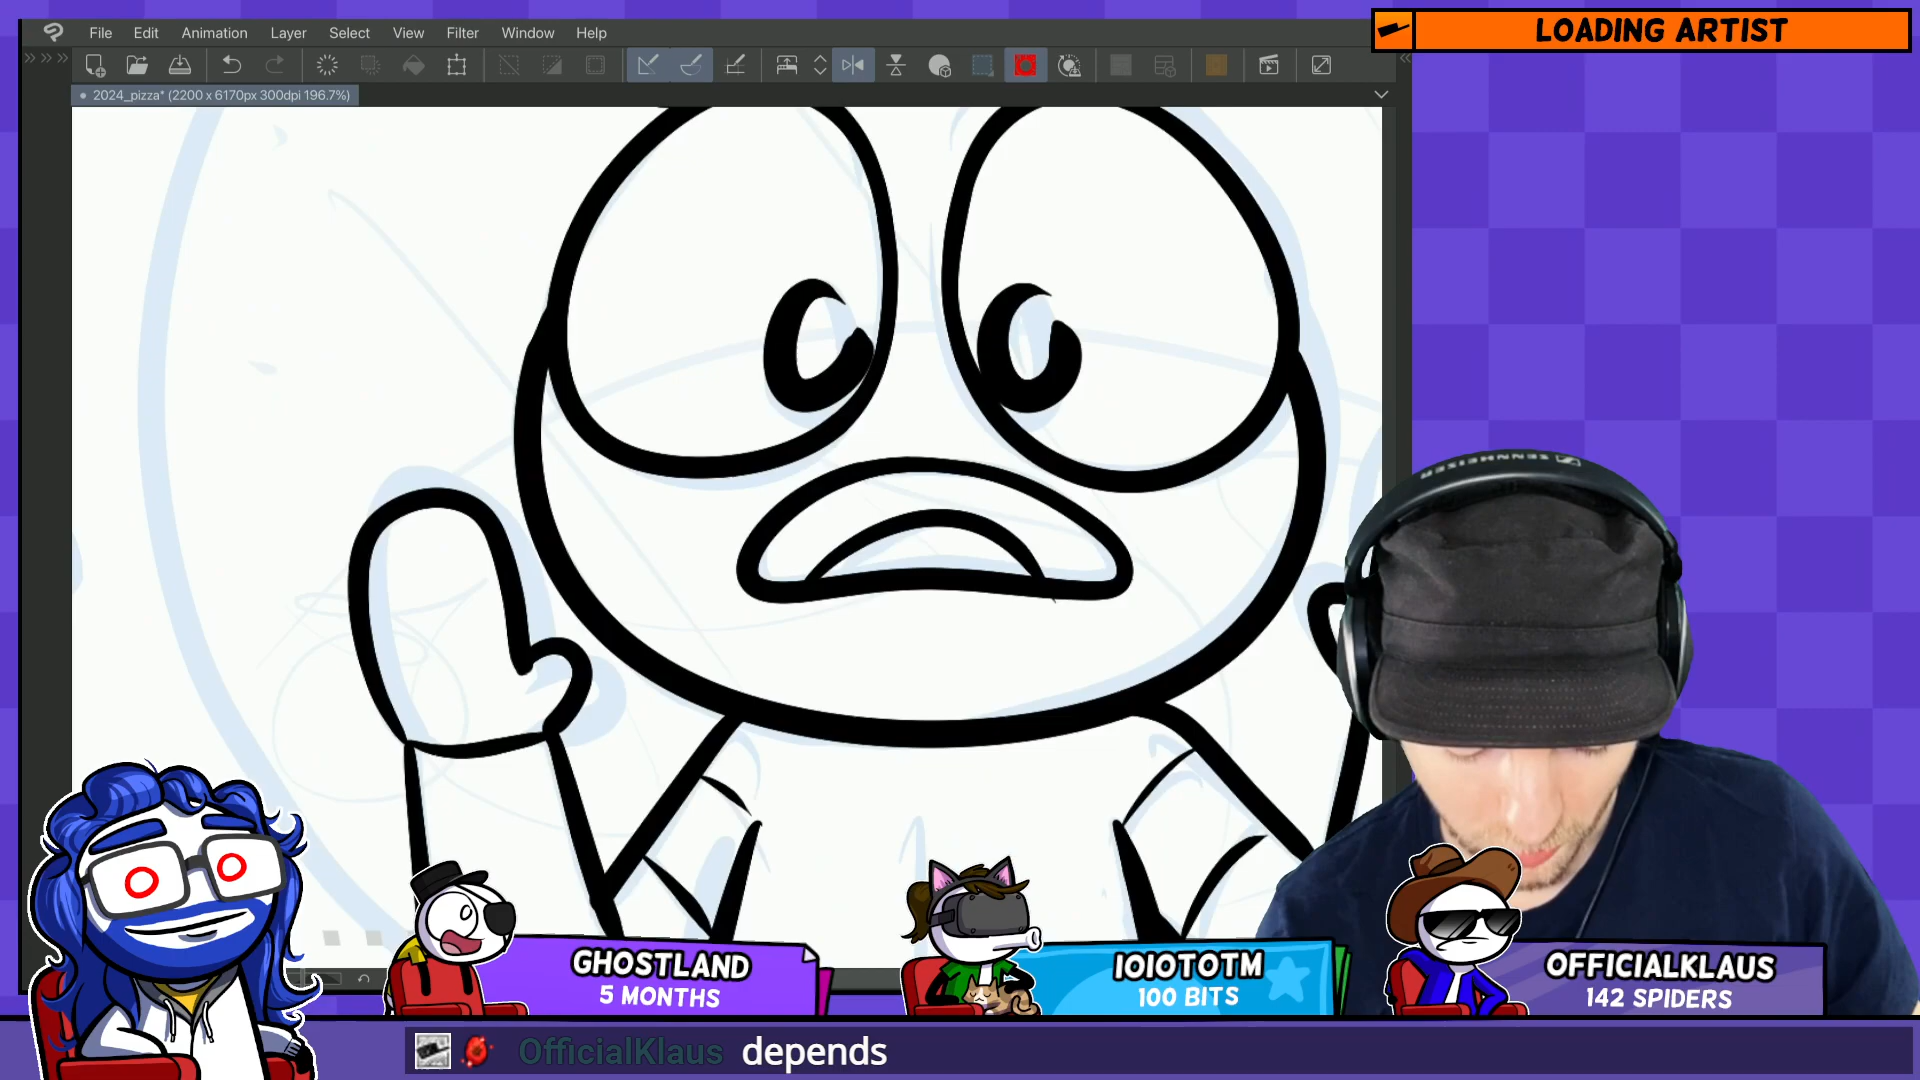 File Edit Animation Layer Select View Filter Window Help
LOADING ARTIST
2024_pizza* (2200 x 6170px 300dpi 196.7%)
SENNHEISER
GHOSTLAND
5 MONTHS
IOIOTOTM
100 BITS
OFFICIALKLAUS
142 SPIDERS
OfficialKlaus depends